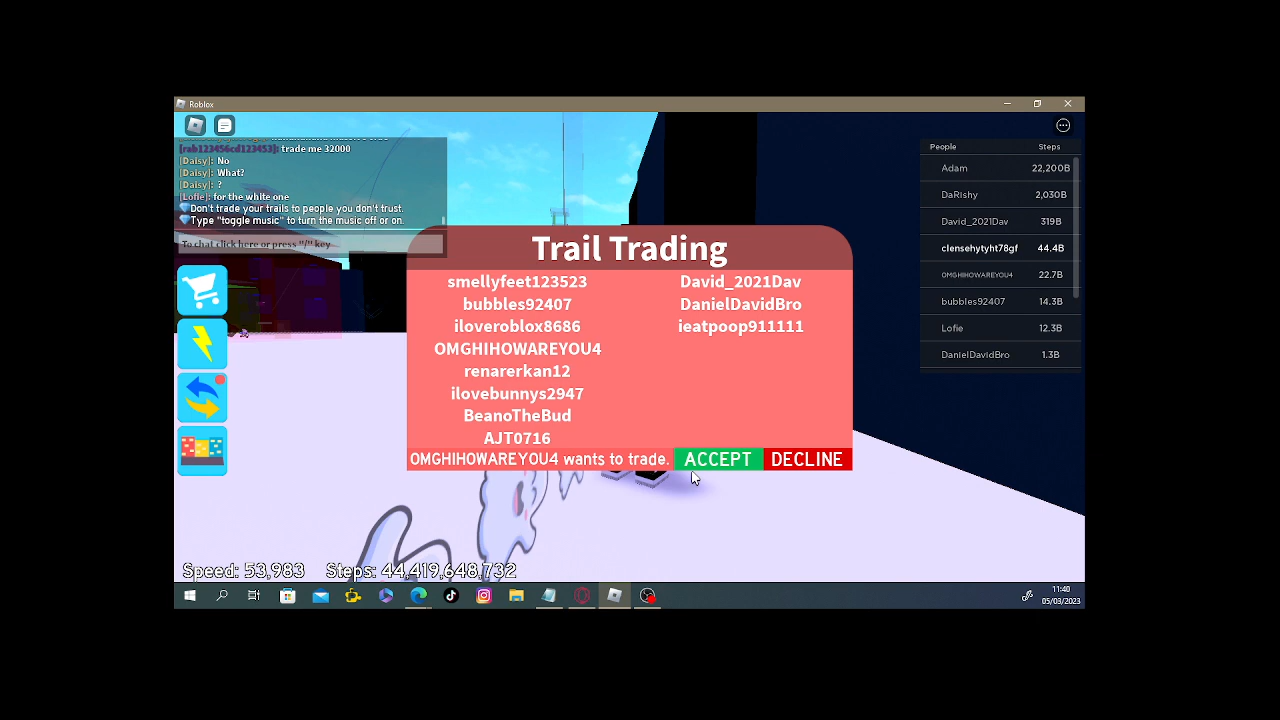 Roblox
[rab123456cd123453]: trade me 32000
[Daisy]: No
[Daisy]: What?
[Daisy]: ?
[Lofie]: for the white one
Don't trade your trails to people you don't trust.
Type "toggle music" to turn the music off or on.
To chat click here or press "/" key
People Steps
Adam 22,200B
DaRishy 2,030B
David_2021Dav 319B
clensehytyht78gf 44.4B
OMGHIHOWAREYOU4 22.7B
bubbles92407 14.3B
Lofie 12.3B
DanielDavidBro 1.3B
Trail Trading
smellyfeet123523 David_2021Dav
bubbles92407 DanielDavidBro
iloveroblox8686 ieatpoop911111
OMGHIHOWAREYOU4
renarerkan12
ilovebunnys2947
BeanoTheBud
AJT0716
OMGHIHOWAREYOU4 wants to trade. ACCEPT DECLINE
Speed: 53,983 Steps: 44,419,648,732
11:40
05/03/2023